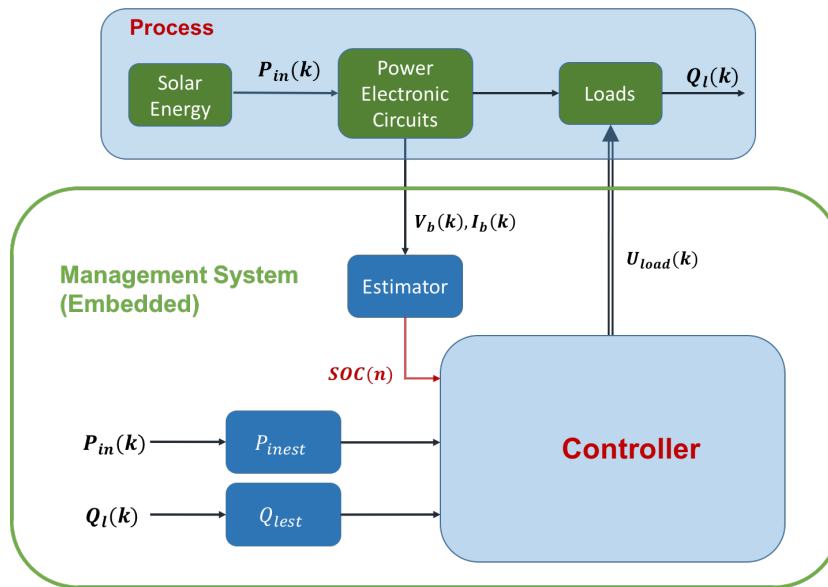 Process
P_in(k)
Solar
Energy
Power
Electronic
Circuits
Loads
Q_l(k)
V_b(k), I_b(k)
U_load(k)
Management System
(Embedded)
Estimator
SOC(n)
P_in(k)
P_inest
Controller
Q_l(k)
Q_lest